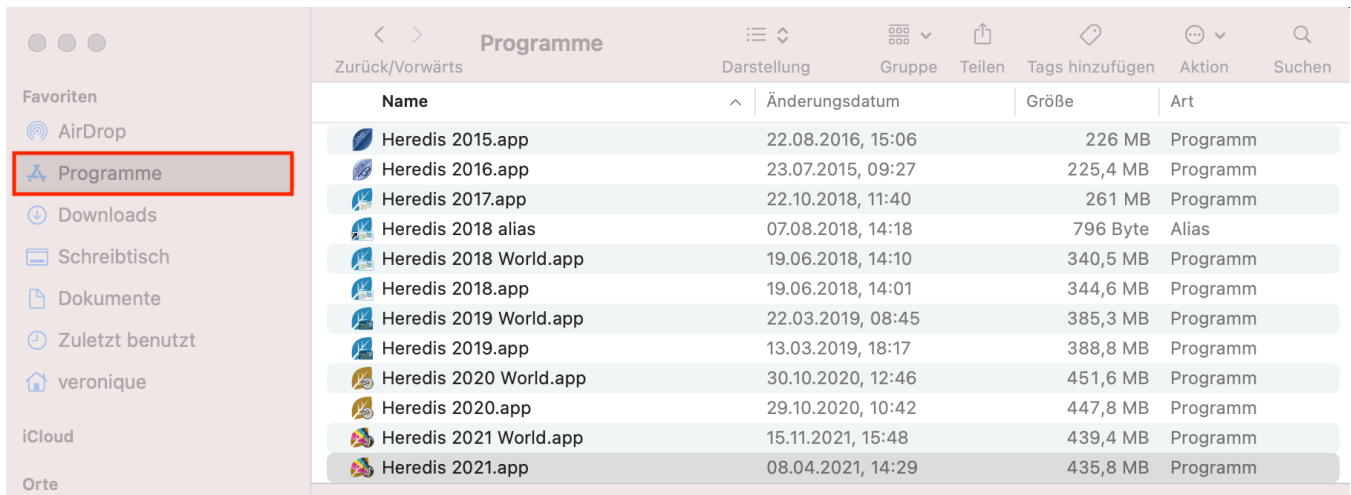 Programme
Zurück/Vorwärts Darstellung Gruppe Teilen Tags hinzufügen Aktion Suchen
Favoriten
AirDrop
Programme
Downloads
Schreibtisch
Dokumente
Zuletzt benutzt
veronique
iCloud
Orte
Name Änderungsdatum Größe Art
Heredis 2015.app 22.08.2016, 15:06 226 MB Programm
Heredis 2016.app 23.07.2015, 09:27 225,4 MB Programm
Heredis 2017.app 22.10.2018, 11:40 261 MB Programm
Heredis 2018 alias 07.08.2018, 14:18 796 Byte Alias
Heredis 2018 World.app 19.06.2018, 14:10 340,5 MB Programm
Heredis 2018.app 19.06.2018, 14:01 344,6 MB Programm
Heredis 2019 World.app 22.03.2019, 08:45 385,3 MB Programm
Heredis 2019.app 13.03.2019, 18:17 388,8 MB Programm
Heredis 2020 World.app 30.10.2020, 12:46 451,6 MB Programm
Heredis 2020.app 29.10.2020, 10:42 447,8 MB Programm
Heredis 2021 World.app 15.11.2021, 15:48 439,4 MB Programm
Heredis 2021.app 08.04.2021, 14:29 435,8 MB Programm